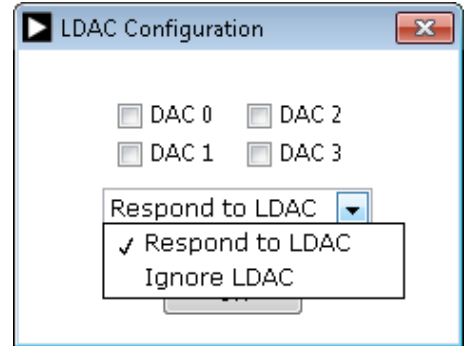 LDAC Configuration
DAC 0 DAC 2
DAC 1 DAC 3
Respond to LDAC
Respond to LDAC
Ignore LDAC